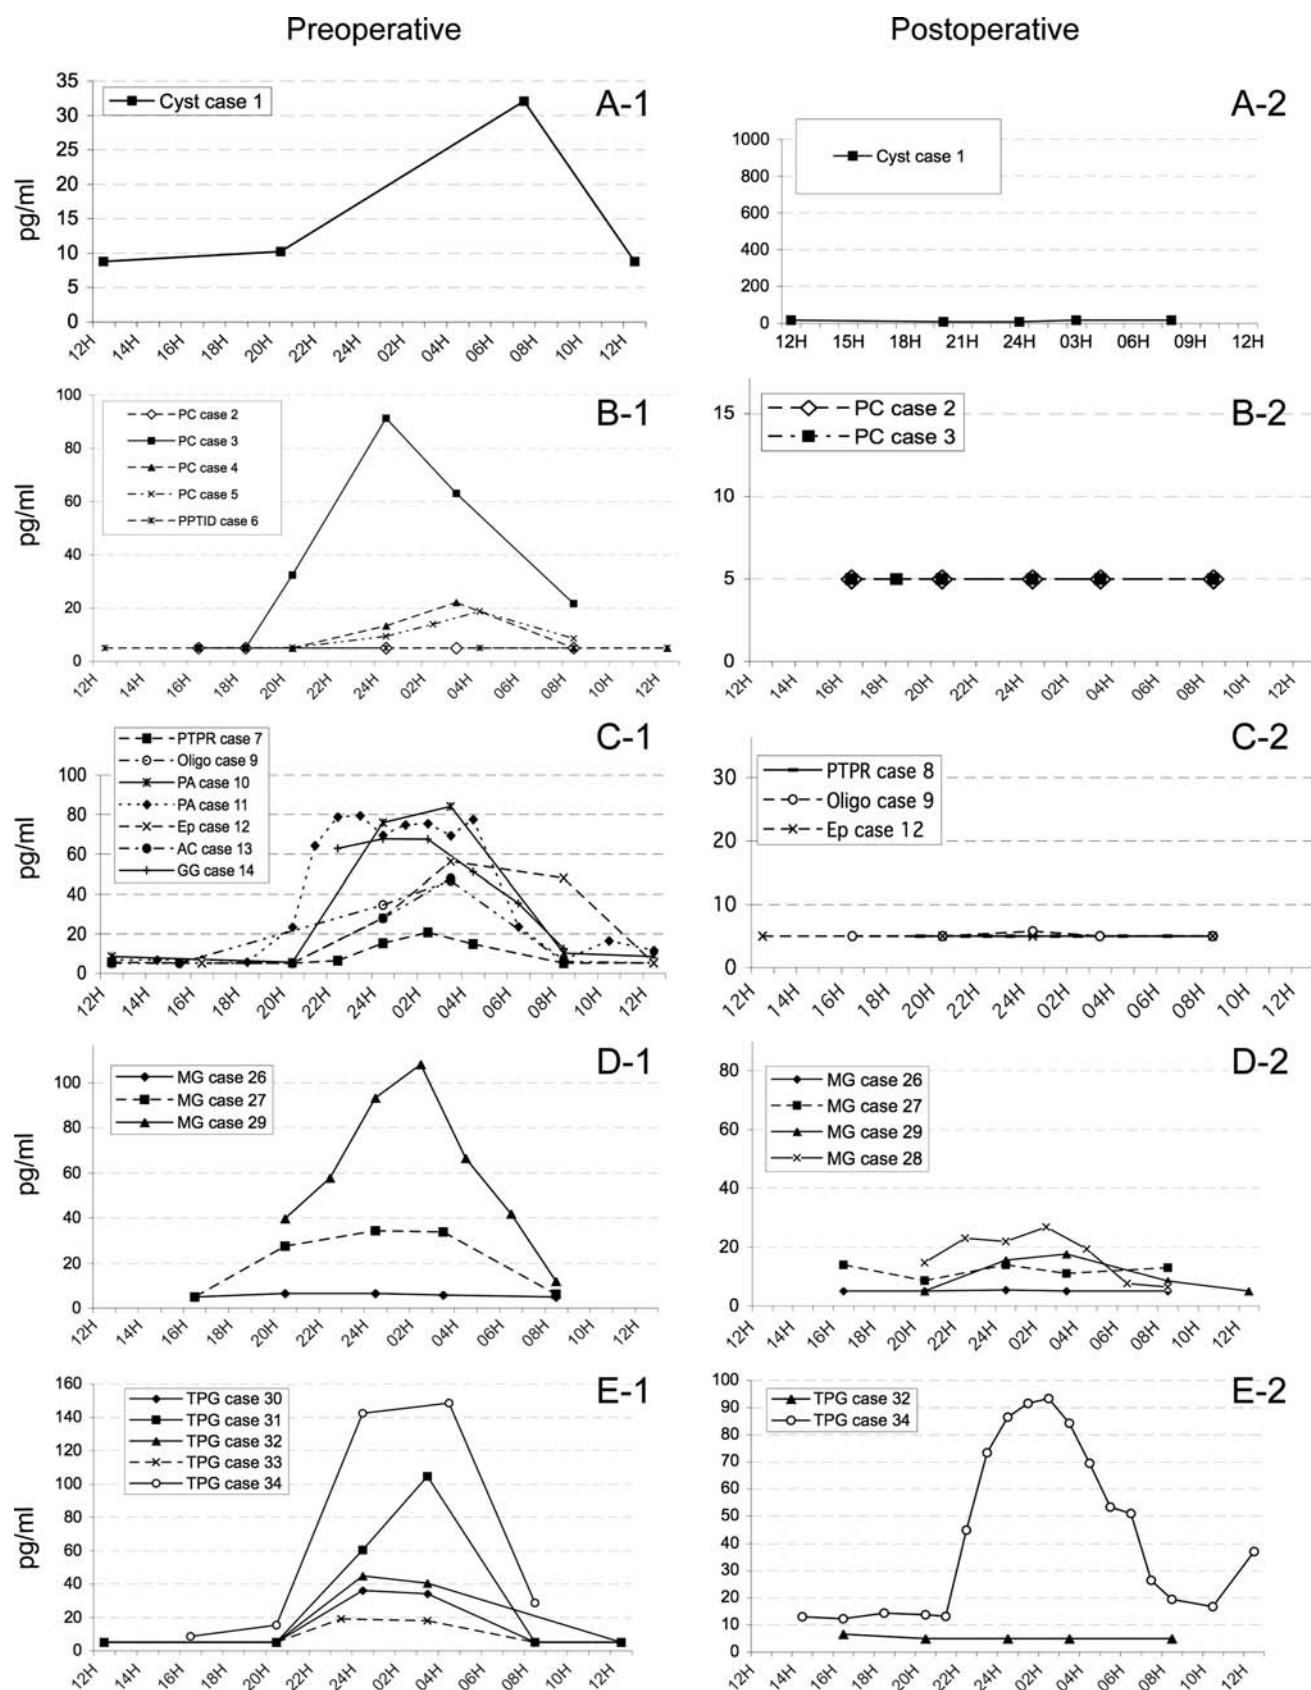 Preoperative
Postoperative
A-1
Cyst case 1
pg/ml
35
30
25
20
15
10
5
0
12H 14H 16H 18H 20H 22H 24H 02H 04H 06H 08H 10H 12H
A-2
Cyst case 1
1000
800
600
400
200
0
12H 15H 18H 21H 24H 03H 06H 09H 12H
B-1
PC case 2
PC case 3
PC case 4
PC case 5
PPTID case 6
pg/ml
100
80
60
40
20
0
12H 14H 16H 18H 20H 22H 24H 02H 04H 06H 08H 10H 12H
B-2
PC case 2
PC case 3
15
10
5
0
12H 14H 16H 18H 20H 22H 24H 02H 04H 06H 08H 10H 12H
C-1
PTPR case 7
Oligo case 9
PA case 10
PA case 11
Ep case 12
AC case 13
GG case 14
100
80
60
40
20
0
12H 14H 16H 18H 20H 22H 24H 02H 04H 06H 08H 10H 12H
C-2
PTPR case 8
Oligo case 9
Ep case 12
30
20
10
0
12H 14H 16H 18H 20H 22H 24H 02H 04H 06H 08H 10H 12H
D-1
MG case 26
MG case 27
MG case 29
pg/ml
100
80
60
40
20
0
12H 14H 16H 18H 20H 22H 24H 02H 04H 06H 08H 10H 12H
D-2
MG case 26
MG case 27
MG case 29
MG case 28
80
60
40
20
0
12H 14H 16H 18H 20H 22H 24H 02H 04H 06H 08H 10H 12H
E-1
TPG case 30
TPG case 31
TPG case 32
TPG case 33
TPG case 34
pg/ml
160
140
120
100
80
60
40
20
0
12H 14H 16H 18H 20H 22H 24H 02H 04H 06H 08H 10H 12H
E-2
TPG case 32
TPG case 34
100
90
80
70
60
50
40
30
20
10
0
12H 14H 16H 18H 20H 22H 24H 02H 04H 06H 08H 10H 12H